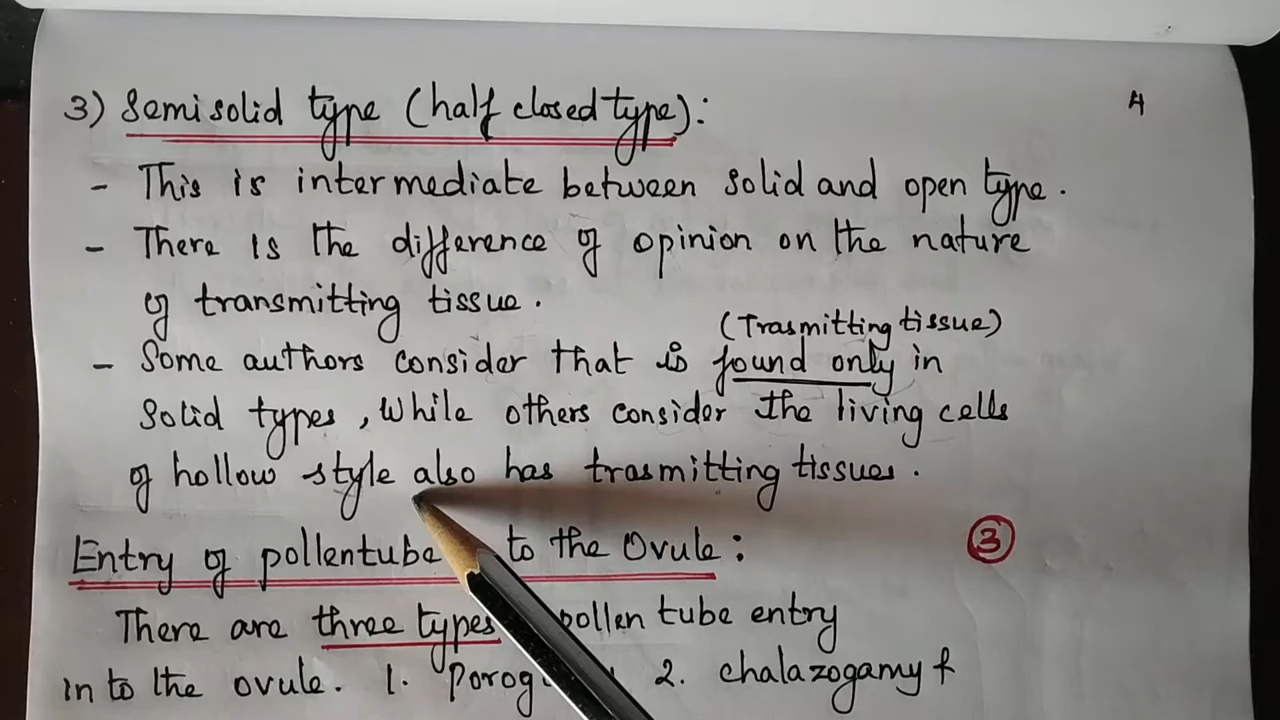 4
3) Semisolid type (half closed type):
- This is intermediate between solid and open type.
- There is the difference of opinion on the nature
of transmitting tissue.
(Trasmitting tissue)
- Some authors consider that is found only in
Solid types, While others consider the living cells
of hollow style also has trasmitting tissues.
Entry of pollentube to the Ovule:
3
There are three types pollen tube entry
in to the ovule. 1. 2. chalazogamy &